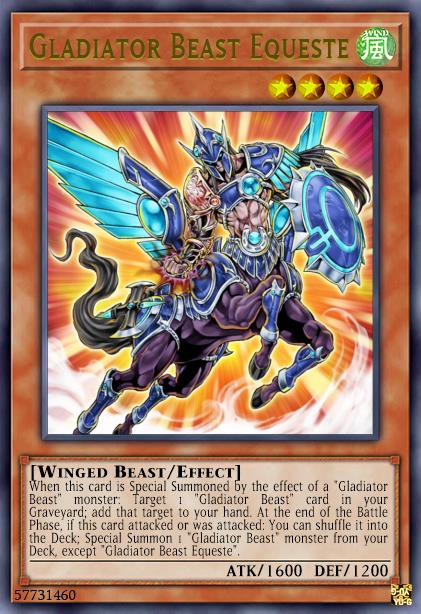 Gladiator Beast Equeste
WIND
風
[Winged Beast/Effect]
When this card is Special Summoned by the effect of a "Gladiator
Beast" monster: Target 1 "Gladiator Beast" card in your
Graveyard; add that target to your hand. At the end of the Battle
Phase, if this card attacked or was attacked: You can shuffle it into
the Deck; Special Summon 1 "Gladiator Beast" monster from your
Deck, except "Gladiator Beast Equeste".
ATK/1600 DEF/1200
57731460